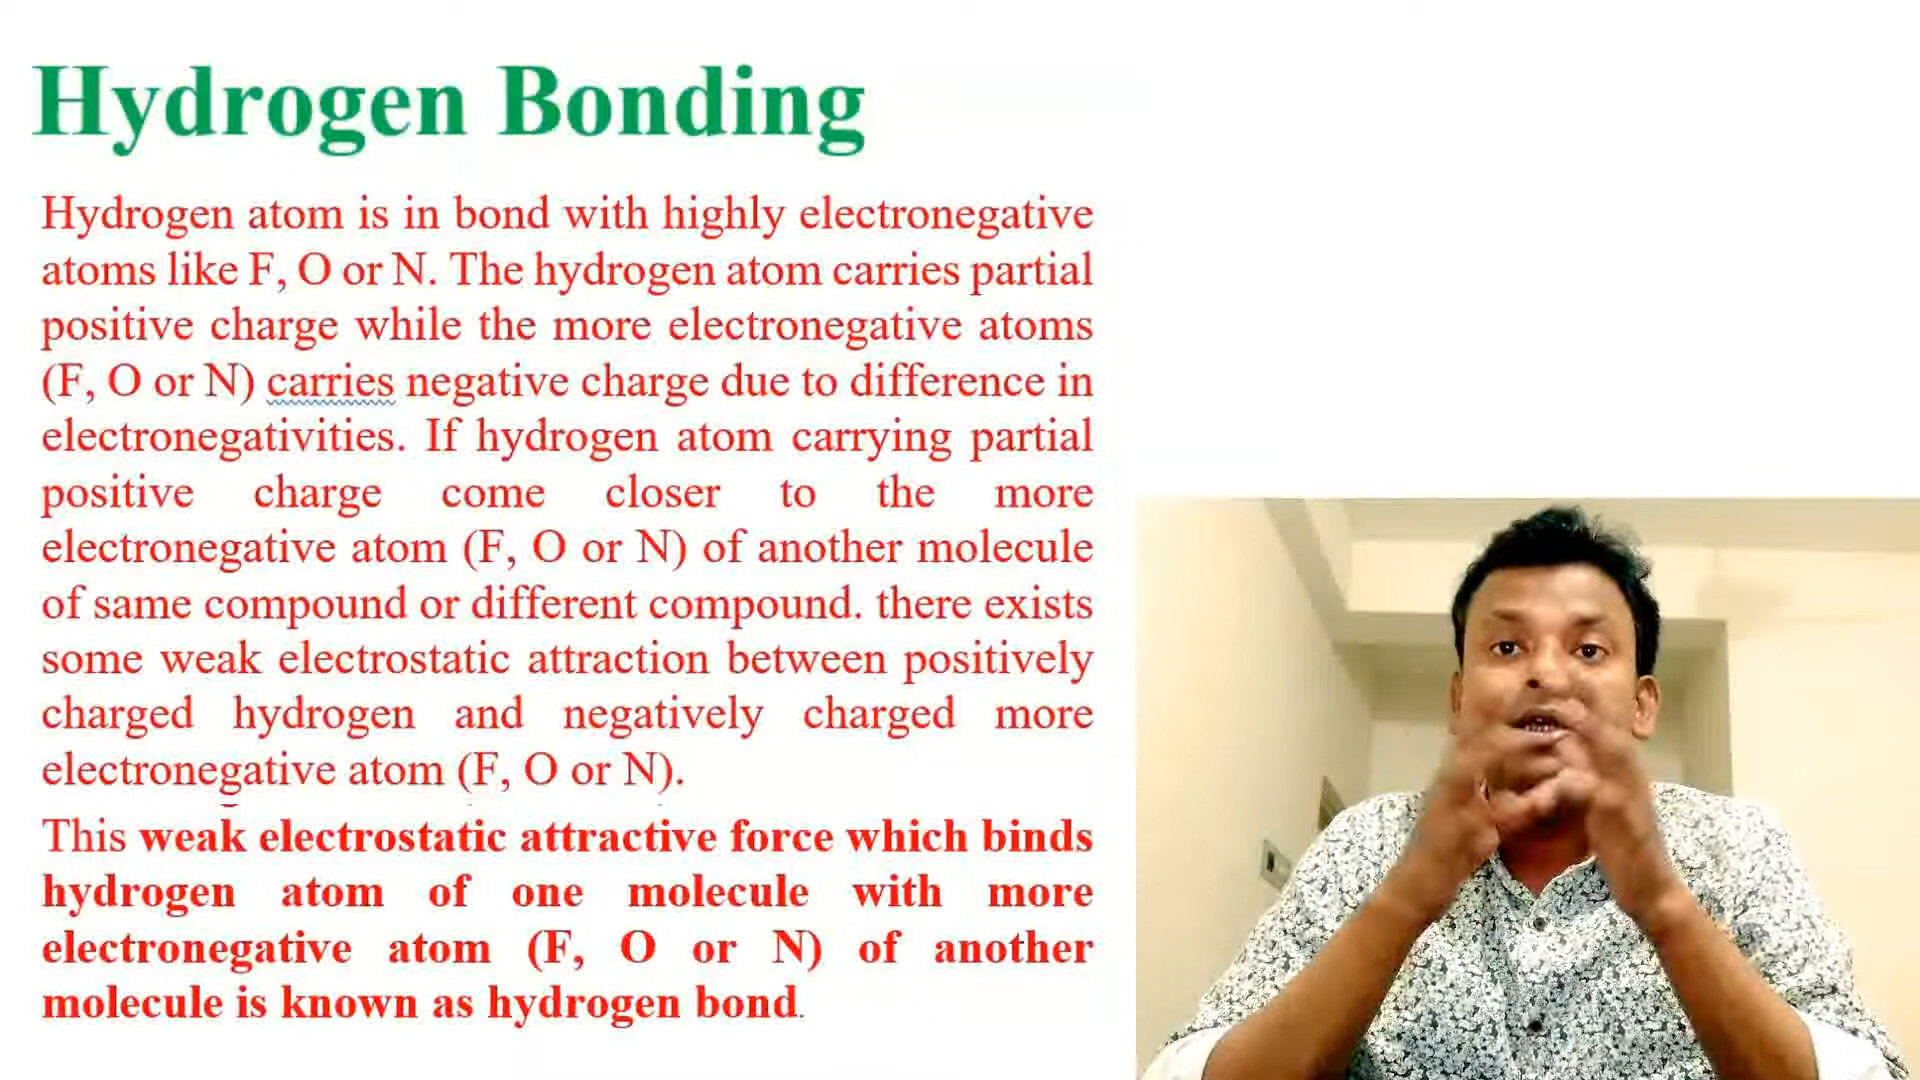 Hydrogen Bonding
Hydrogen atom is in bond with highly electronegative
atoms like F, O or N. The hydrogen atom carries partial
positive charge while the more electronegative atoms
(F, O or N) carries negative charge due to difference in
electronegativities. If hydrogen atom carrying partial
positive charge come closer to the more
electronegative atom (F, O or N) of another molecule
of same compound or different compound. there exists
some weak electrostatic attraction between positively
charged hydrogen and negatively charged more
electronegative atom (F, O or N).
This weak electrostatic attractive force which binds
hydrogen atom of one molecule with more
electronegative atom (F, O or N) of another
molecule is known as hydrogen bond.